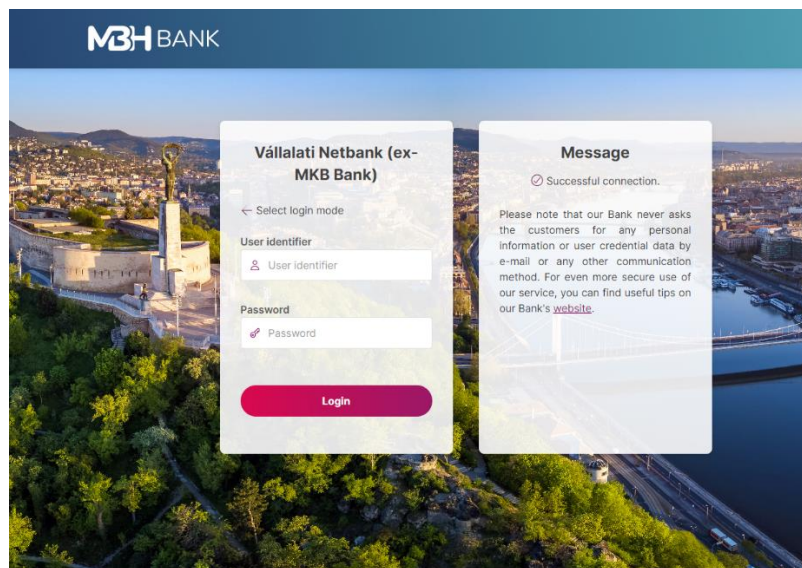 MBH BANK
Vállalati Netbank (ex-
MKB Bank)
← Select login mode
User identifier
User identifier
Password
Password
Login
Message
Successful connection.
Please note that our Bank never asks
the customers for any personal
information or user credential data by
e-mail or any other communication
method. For even more secure use of
our service, you can find useful tips on
our Bank's website.